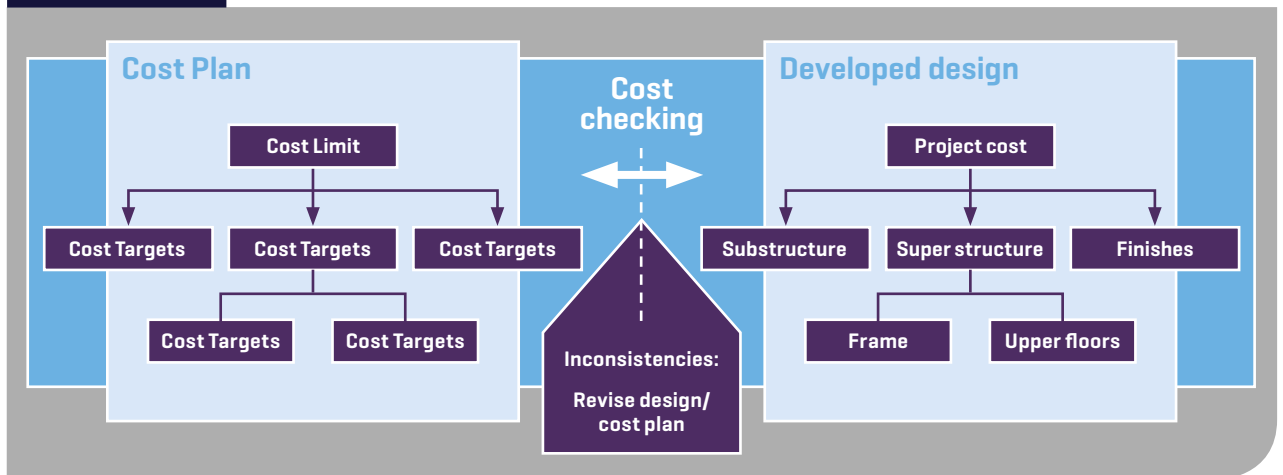 Cost Plan
Cost Limit
Cost Targets
Cost Targets
Cost Targets
Cost Targets
Cost Targets
Cost
checking
Inconsistencies:
Revise design/
cost plan
Developed design
Project cost
Substructure
Super structure
Finishes
Frame
Upper floors